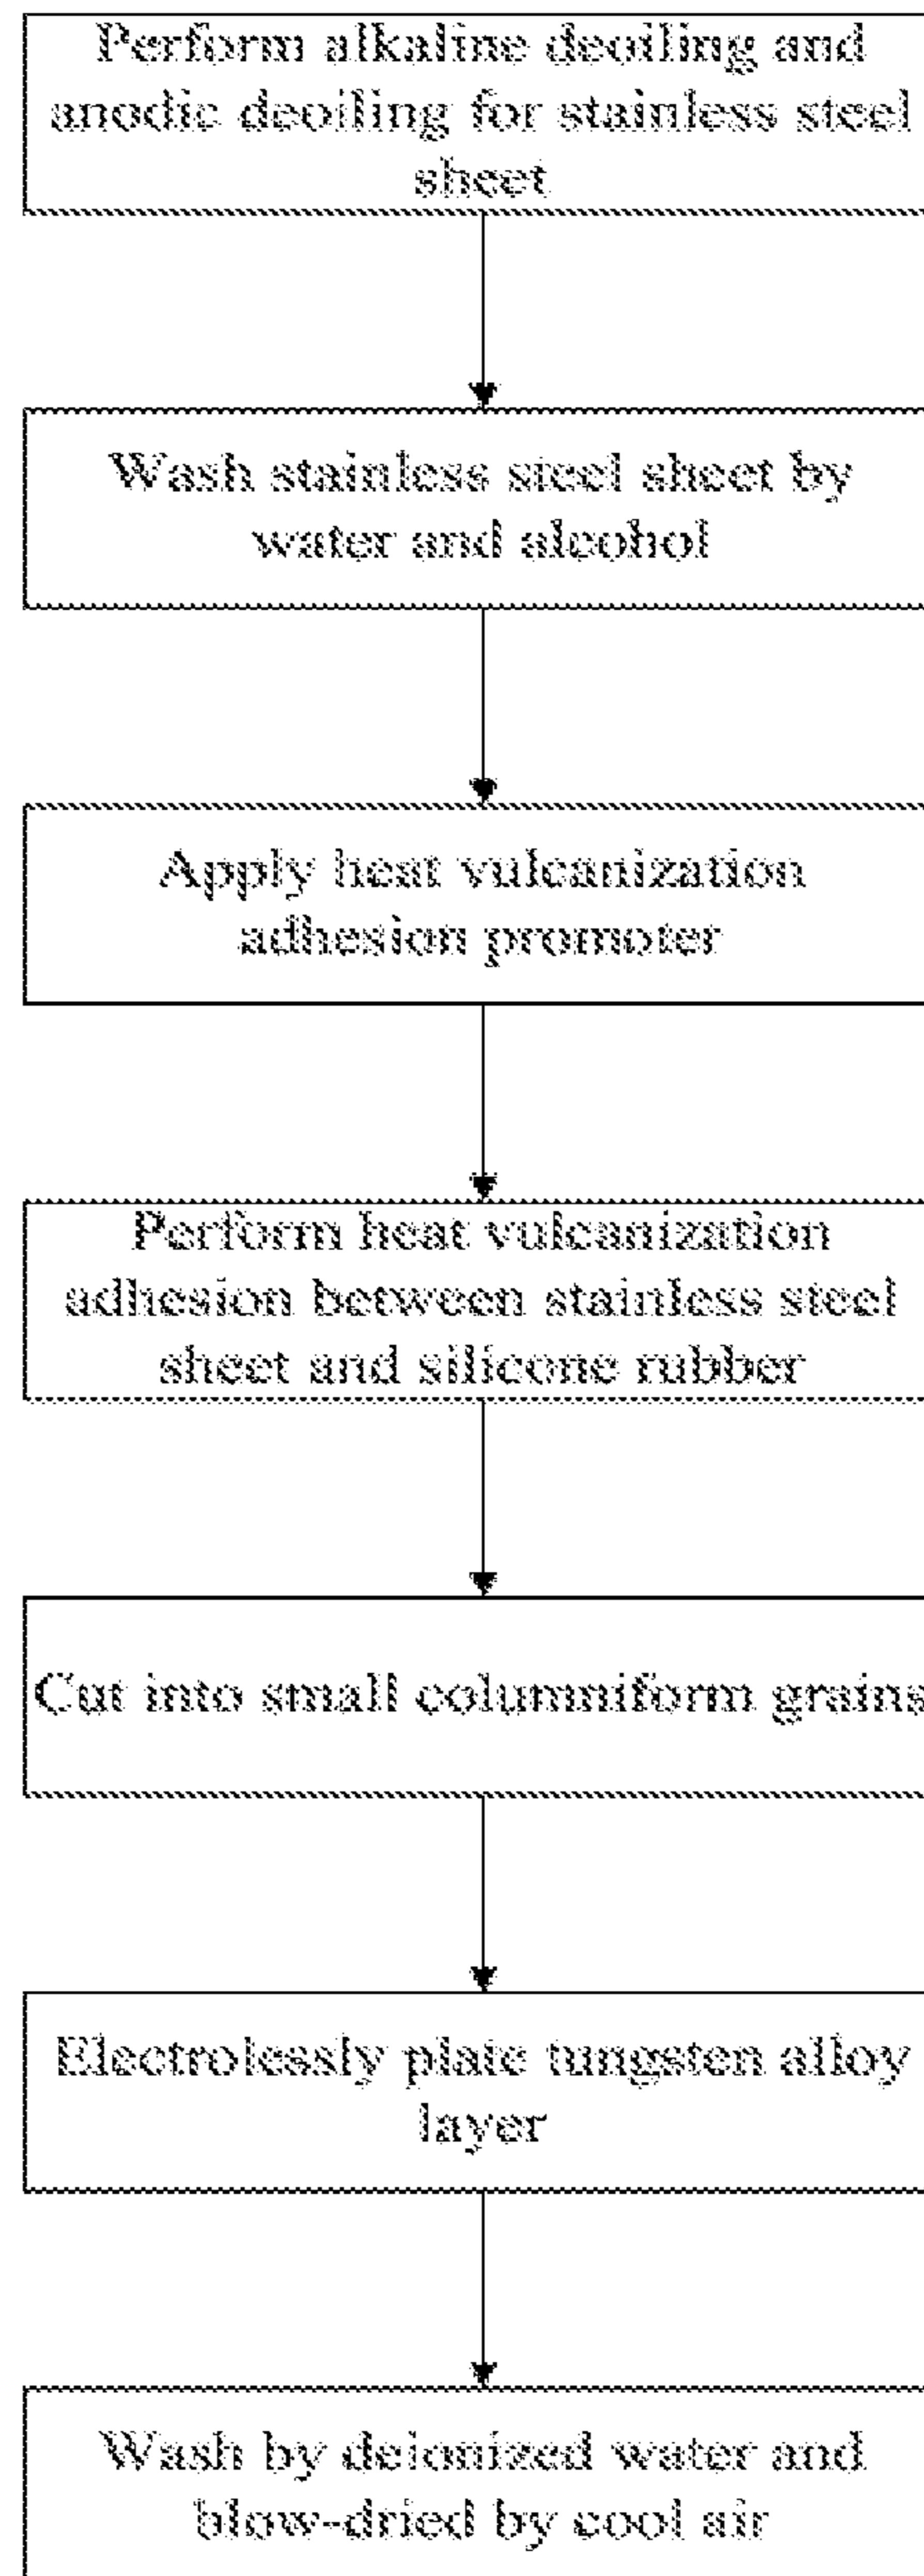 Perform alkaline deoiling and
anodic deoiling for stainless steel
sheet
Wash stainless steel sheet by
water and alcohol
Apply heat vulcanization
adhesion promoter
Perform heat vulcanization
adhesion between stainless steel
sheet and silicone rubber
Cut into small columniform grains
Electrolessly plate tungsten alloy
layer
Wash by deionized water and
blow-dried by cool air